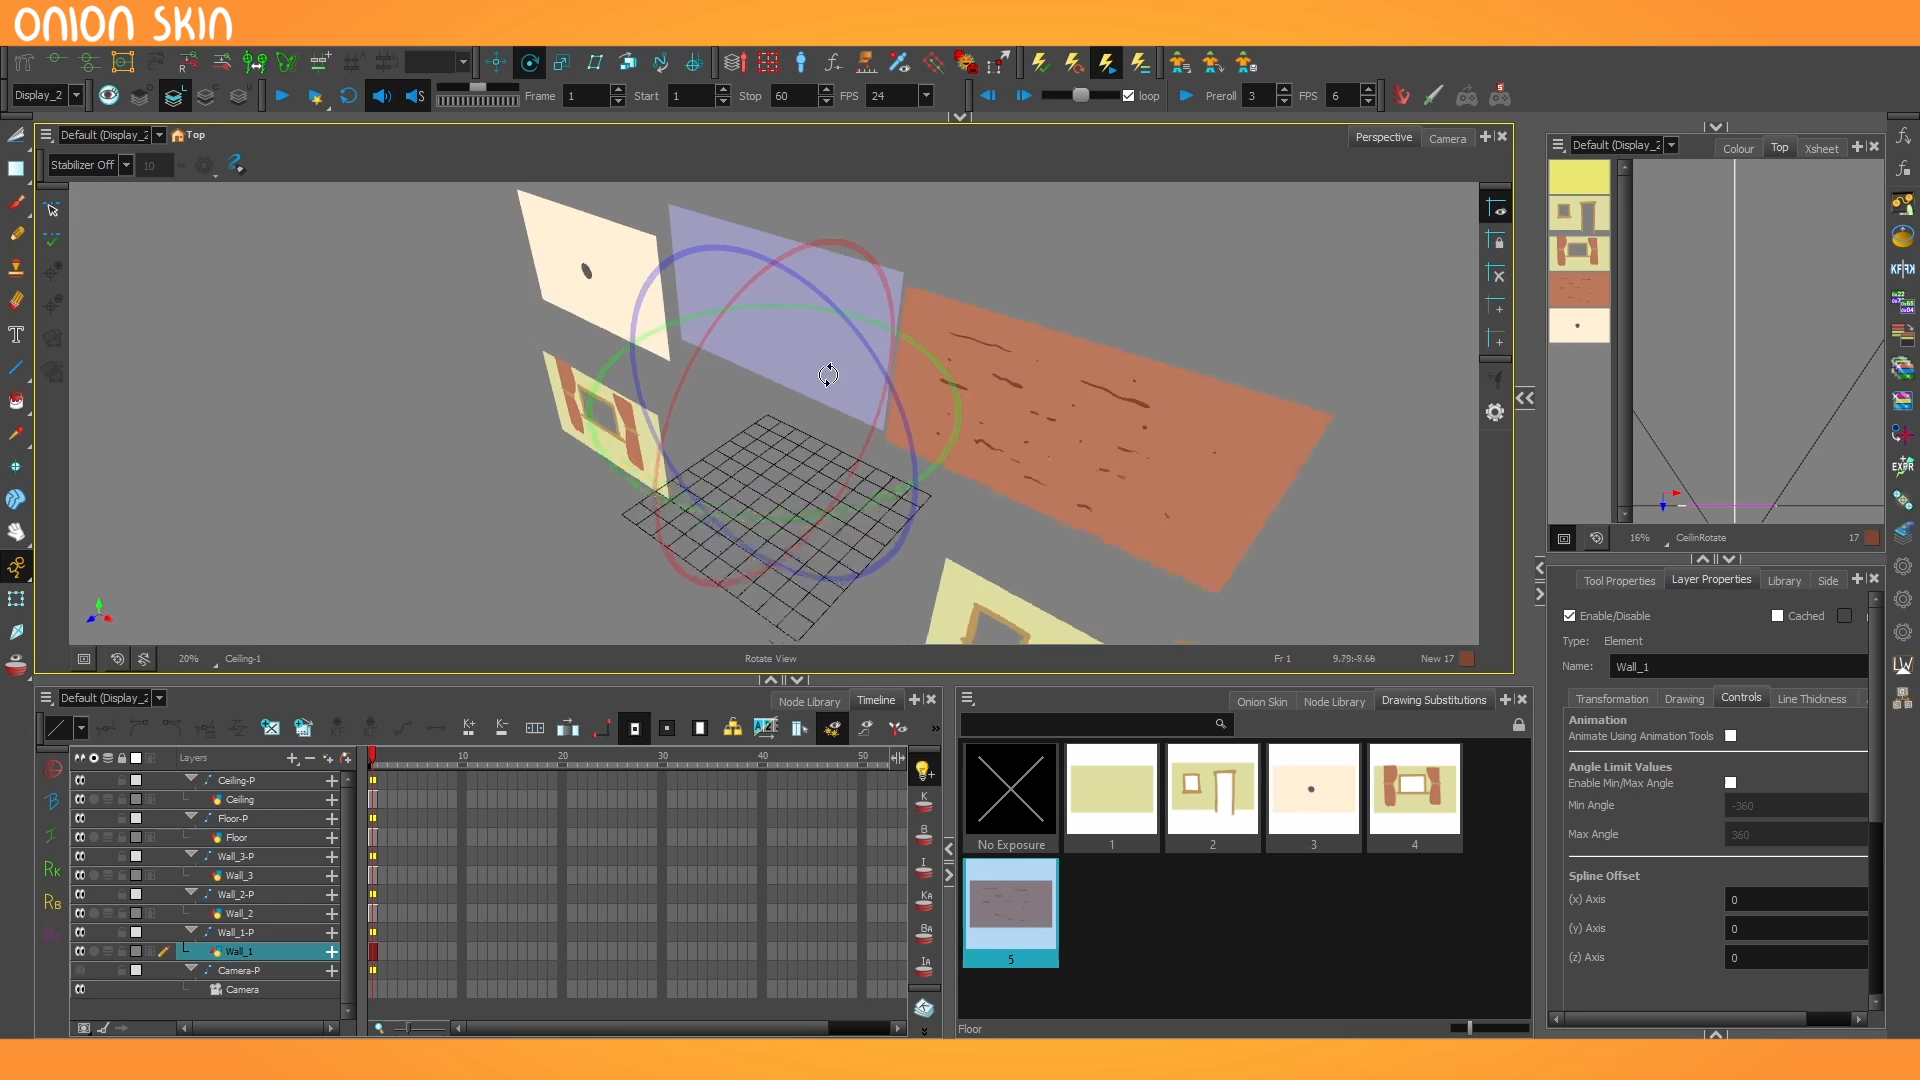 ONION SKIN
Display_2
Frame 1
Start 1
Stop 60
FPS 24
loop
Preroll 3
FPS 6
Default (Display_2
Top
Perspective
Camera
Stabilizer Off
10
20%
Ceiling-1
Rotate View
Fr 1
9.79:-9.66
New 17
Default (Display_2
Colour
Top
Xsheet
16%
CeilinRotate
17
Tool Properties
Layer Properties
Library
Side
Enable/Disable
Cached
Type: Element
Name: Wall_1
Transformation
Drawing
Controls
Line Thickness
Animation
Animate Using Animation Tools
Angle Limit Values
Enable Min/Max Angle
Min Angle -360
Max Angle 360
Spline Offset
(x) Axis 0
(y) Axis 0
(z) Axis 0
Default (Display_2
Node Library
Timeline
Layers
10 20 30 40 50
Ceiling-P
Ceiling
Floor-P
Floor
Wall_3-P
Wall_3
Wall_2-P
Wall_2
Wall_1-P
Wall_1
Camera-P
Camera
Onion Skin
Node Library
Drawing Substitutions
No Exposure
1
2
3
4
5
Floor